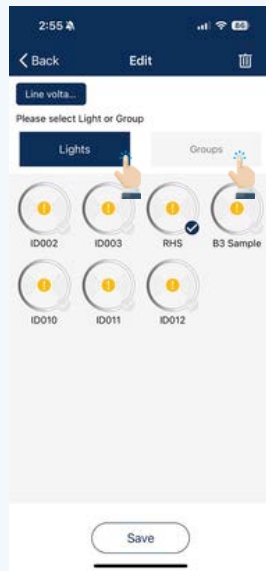 2:55
86
Back Edit
Line volta...
Please select Light or Group
Lights Groups
ID002 ID003 RHS B3 Sample
ID010 ID011 ID012
Save